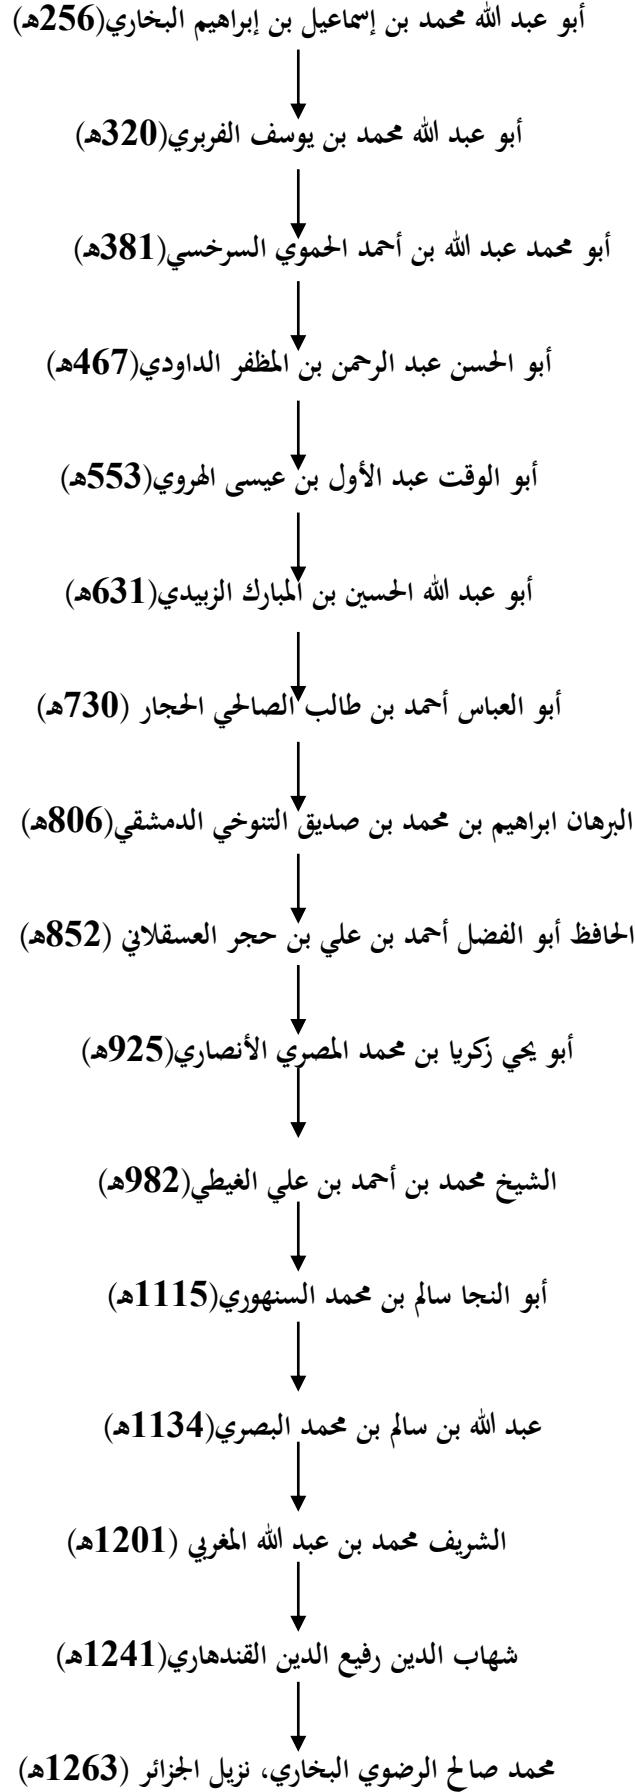 أبو عبد الله محمد بن إسماعيل بن إبراهيم البخاري(256هـ)
أبو عبد الله محمد بن يوسف الفربري(320هـ)
أبو محمد عبد الله بن أحمد الحموي السرخسي(381هـ)
أبو الحسن عبد الرحمن بن المظفر الداودي(467هـ)
أبو الوقت عبد الأول بن عيسى الهروي(553هـ)
أبو عبد الله الحسين بن المبارك الزبيدي(631هـ)
أبو العباس أحمد بن طالب الصالحي الحجار (730هـ)
البرهان ابراهيم بن محمد بن صديق التنوخي الدمشقي(806هـ)
الحافظ أبو الفضل أحمد بن علي بن حجر العسقلاني (852هـ)
أبو يحي زكريا بن محمد المصري الأنصاري(925هـ)
الشيخ محمد بن أحمد بن علي الغيطي(982هـ)
أبو النجا سالم بن محمد السنهوري(1115هـ)
عبد الله بن سالم بن محمد البصري(1134هـ)
الشريف محمد بن عبد الله المغربي (1201هـ)
شهاب الدين رفيع الدين القندهاري(1241هـ)
محمد صالح الرضوي البخاري، نزيل الجزائر (1263هـ)